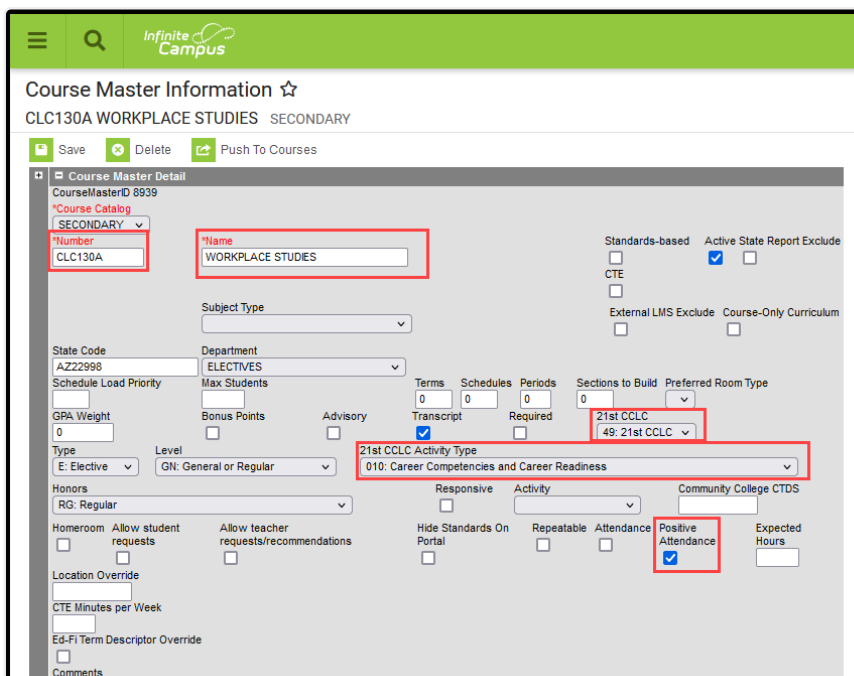 Infinite
Campus
Course Master Information
CLC130A WORKPLACE STUDIES SECONDARY
Save Delete Push To Courses
Course Master Detail
CourseMasterID 8939
*Course Catalog
SECONDARY
*Number *Name Standards-based Active State Report Exclude
CLC130A WORKPLACE STUDIES
CTE
Subject Type External LMS Exclude Course-Only Curriculum
State Code Department
AZ22998 ELECTIVES
Schedule Load Priority Max Students Terms Schedules Periods Sections to Build Preferred Room Type
0 0 0 0
GPA Weight Bonus Points Advisory Transcript Required 21st CCLC
0 49: 21st CCLC
Type Level 21st CCLC Activity Type
E: Elective GN: General or Regular 010: Career Competencies and Career Readiness
Honors Responsive Activity Community College CTDS
RG: Regular
Homeroom Allow student Allow teacher Hide Standards On Repeatable Attendance Positive Expected
requests requests/recommendations Portal Attendance Hours
Location Override
CTE Minutes per Week
Ed-Fi Term Descriptor Override
Comments